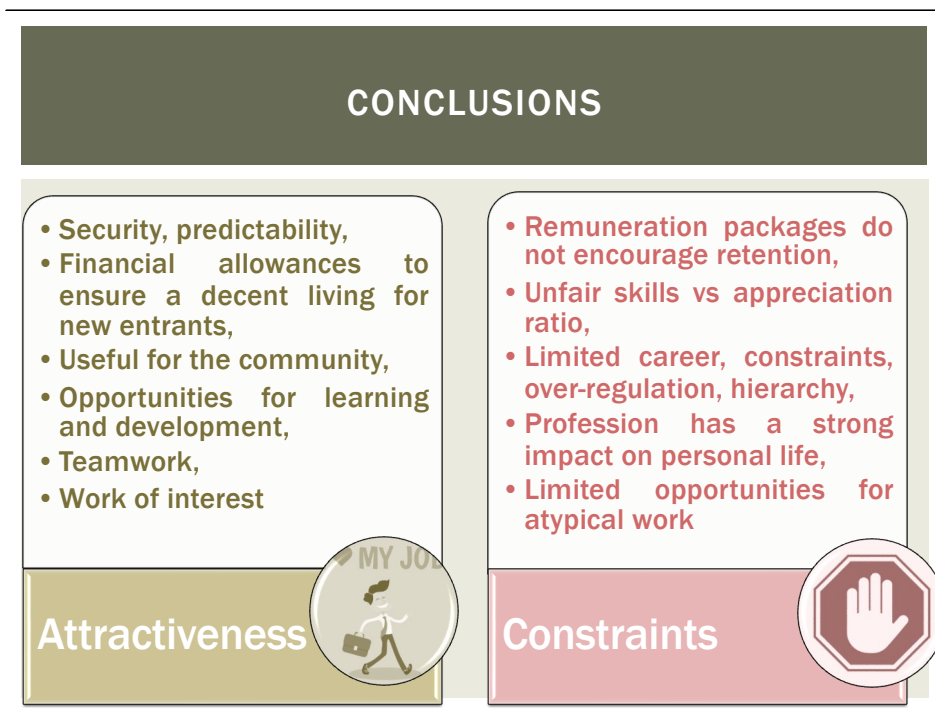 CONCLUSIONS
• Security, predictability,
• Financial allowances to
ensure a decent living for
new entrants,
• Useful for the community,
• Opportunities for learning
and development,
• Teamwork,
• Work of interest
MY JOB
Attractiveness
• Remuneration packages do
not encourage retention,
• Unfair skills vs appreciation
ratio,
• Limited career, constraints,
over-regulation, hierarchy,
• Profession has a strong
impact on personal life,
• Limited opportunities for
atypical work
Constraints